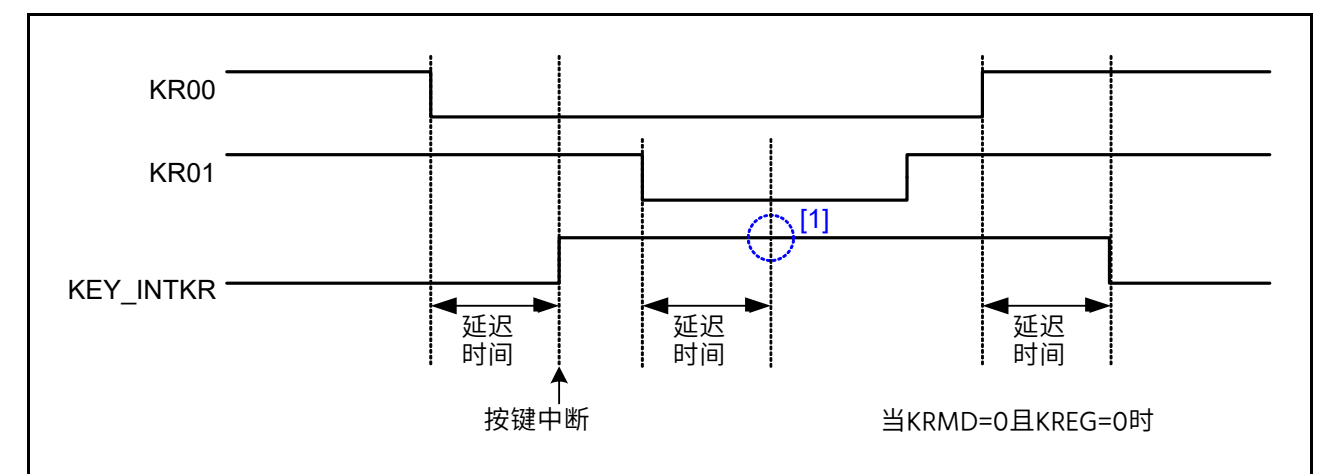 KR00
KR01
[1]
KEY_INTKR
延迟
时间
延迟
时间
延迟
时间
按键中断
当KRMD=0且KREG=0时